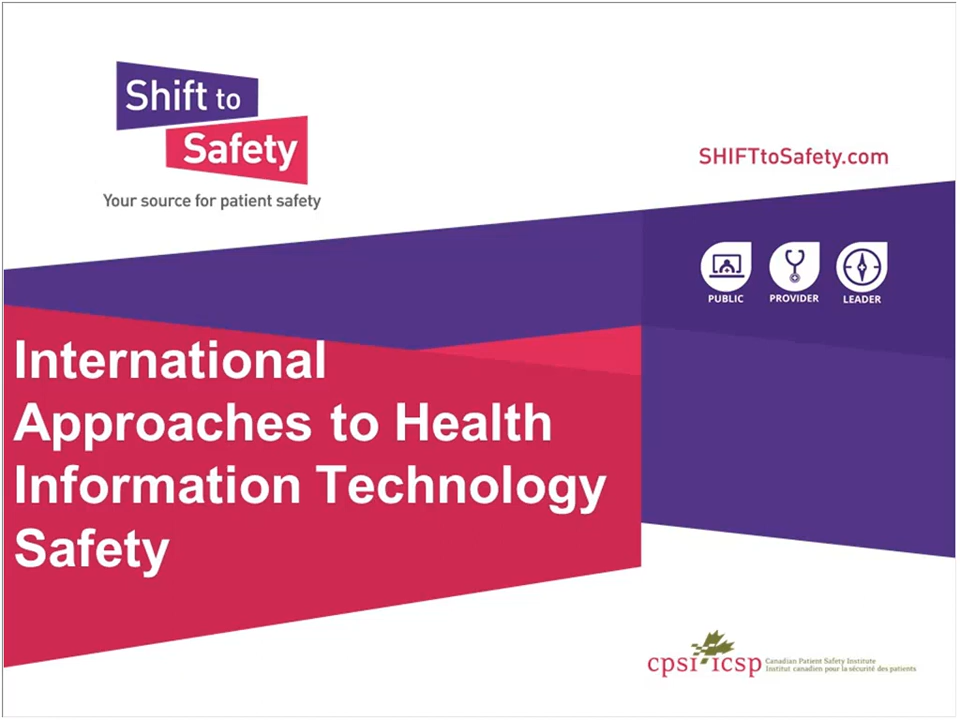 Shift to
Safety
Your source for patient safety
SHIFTtoSafety.com
PUBLIC PROVIDER LEADER
International
Approaches to Health
Information Technology
Safety
cpsi icsp
Canadian Patient Safety Institute
Institut canadien pour la sécurité des patients